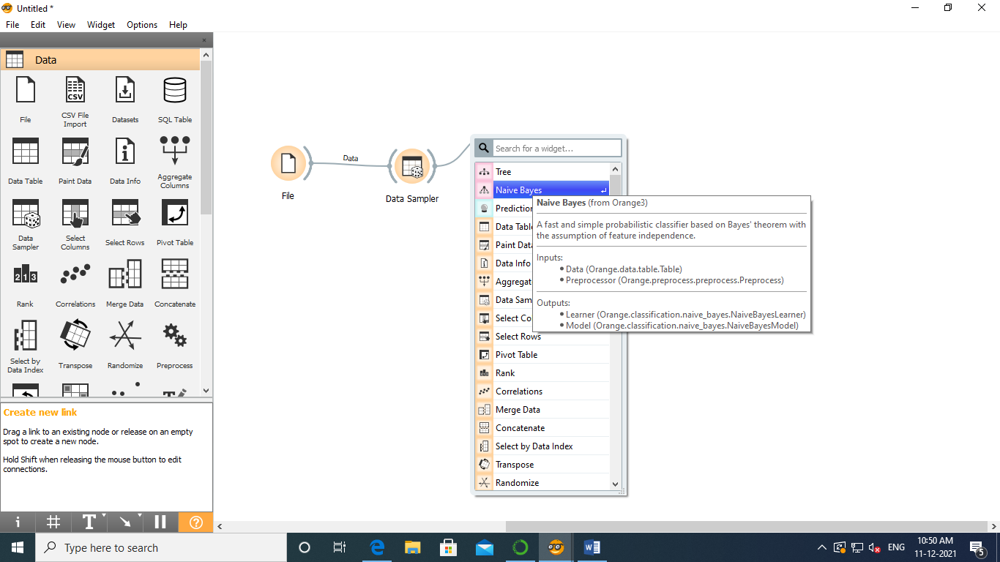 Untitled *
File Edit View Widget Options Help
Data
File
CSV File
Import
Datasets
SQL Table
Data Table
Paint Data
Data Info
Aggregate
Columns
Data
Sampler
Select
Columns
Select Rows
Pivot Table
Rank
Correlations
Merge Data
Concatenate
Select by
Data Index
Transpose
Randomize
Preprocess
Create new link
Drag a link to an existing node or release on an empty
spot to create a new node.
Hold Shift when releasing the mouse button to edit
connections.
File
Data
Data Sampler
Search for a widget...
Tree
Naive Bayes
Prediction
Data Table
Paint Data
Data Info
Aggregat
Data Sam
Select Co
Select Rows
Pivot Table
Rank
Correlations
Merge Data
Concatenate
Select by Data Index
Transpose
Randomize
Naive Bayes (from Orange3)
A fast and simple probabilistic classifier based on Bayes' theorem with
the assumption of feature independence.
Inputs:
• Data (Orange.data.table.Table)
• Preprocessor (Orange.preprocess.preprocess.Preprocess)
Outputs:
• Learner (Orange.classification.naive_bayes.NaiveBayesLearner)
• Model (Orange.classification.naive_bayes.NaiveBayesModel)
Type here to search
ENG
10:50 AM
11-12-2021
5